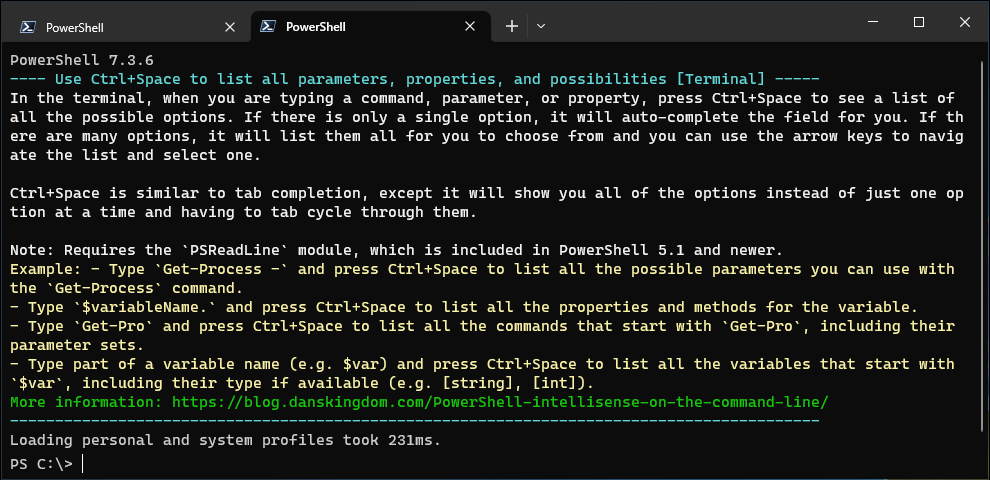 PowerShell
PowerShell
PowerShell 7.3.6
---- Use Ctrl+Space to list all parameters, properties, and possibilities [Terminal] -----
In the terminal, when you are typing a command, parameter, or property, press Ctrl+Space to see a list of
all the possible options. If there is only a single option, it will auto-complete the field for you. If th
ere are many options, it will list them all for you to choose from and you can use the arrow keys to navig
ate the list and select one.
Ctrl+Space is similar to tab completion, except it will show you all of the options instead of just one op
tion at a time and having to tab cycle through them.
Note: Requires the `PSReadLine` module, which is included in PowerShell 5.1 and newer.
Example: - Type `Get-Process -` and press Ctrl+Space to list all the possible parameters you can use with
the `Get-Process` command.
- Type `$variableName.` and press Ctrl+Space to list all the properties and methods for the variable.
- Type `Get-Pro` and press Ctrl+Space to list all the commands that start with `Get-Pro`, including their
parameter sets.
- Type part of a variable name (e.g. $var) and press Ctrl+Space to list all the variables that start with
`$var`, including their type if available (e.g. [string], [int]).
More information: https://blog.danskingdom.com/PowerShell-intellisense-on-the-command-line/
------------------------------------------------------------------------------------------
Loading personal and system profiles took 231ms.
PS C:\>